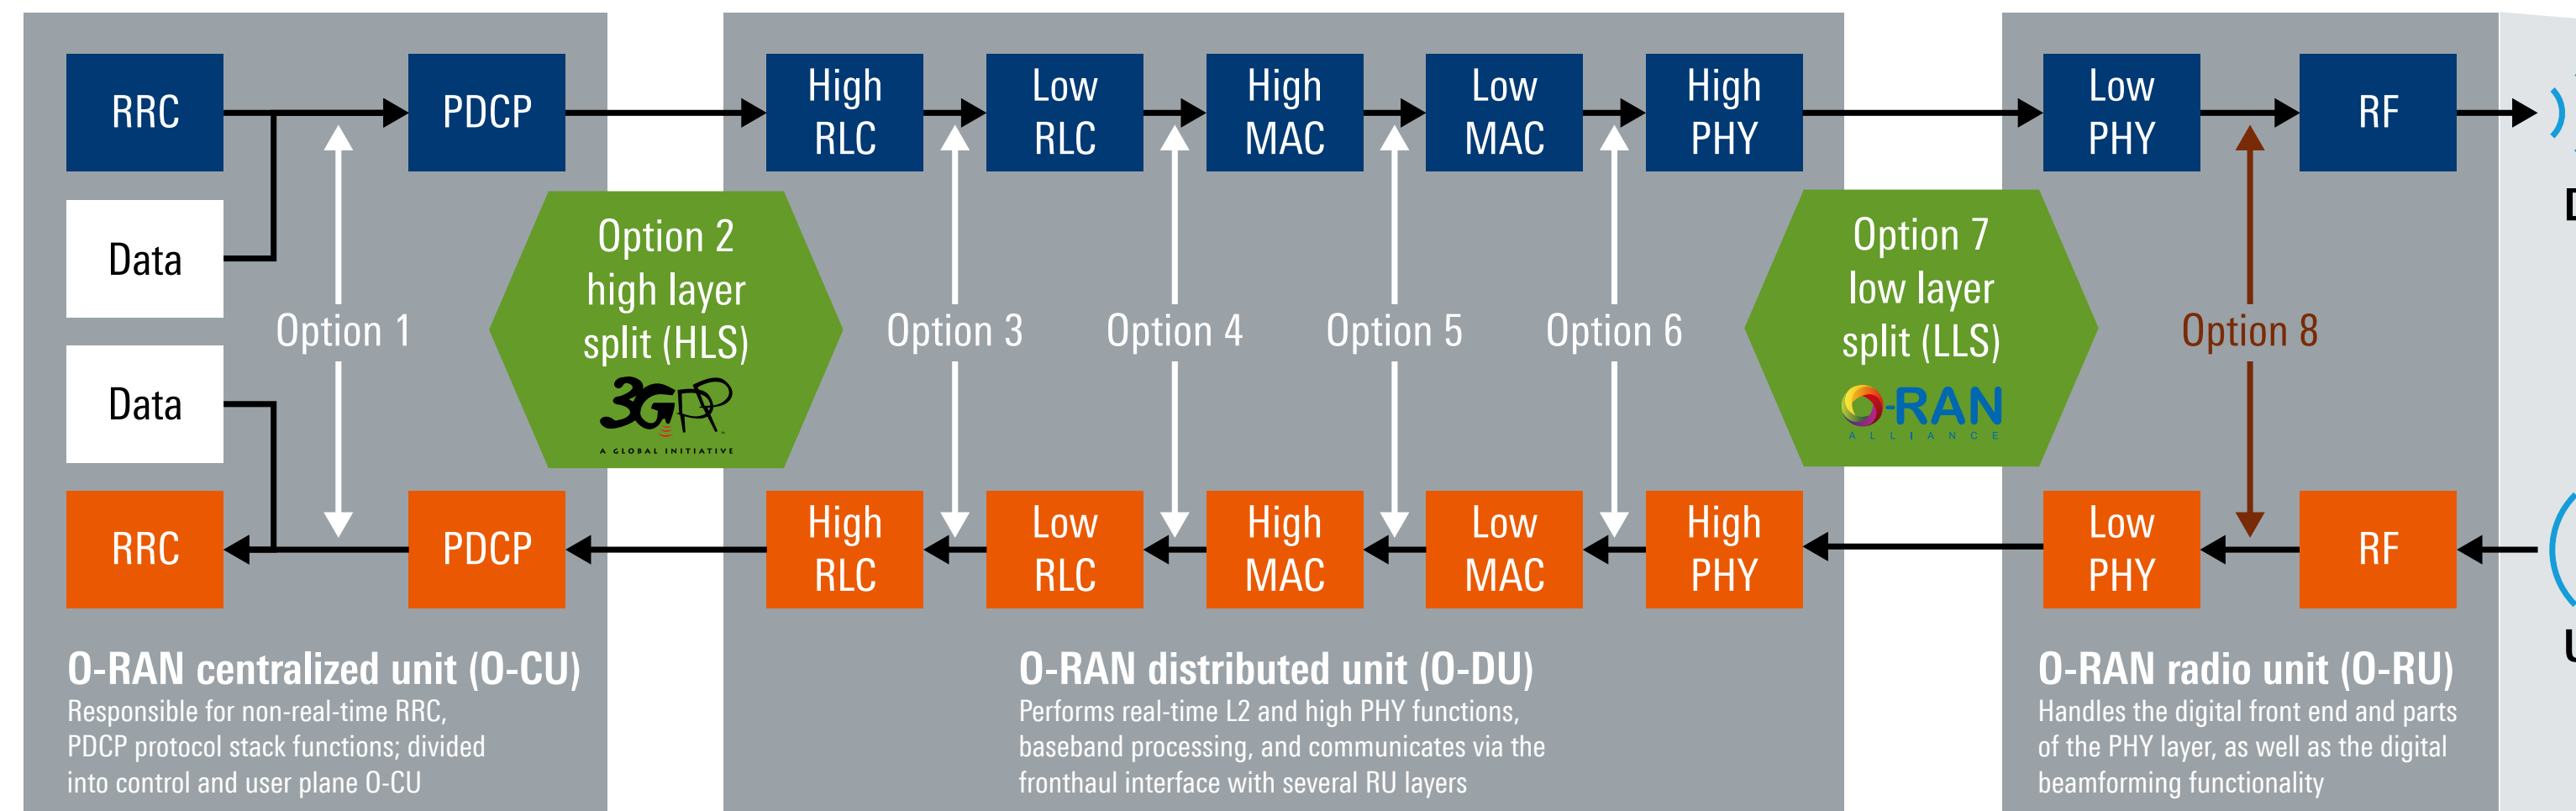 RRC
PDCP
High
RLC
Low
RLC
High
MAC
Low
MAC
High
PHY
Low
PHY
RF
Data
Option 1
Option 2
high layer
split (HLS)
3GPP
A GLOBAL INITIATIVE
Option 3
Option 4
Option 5
Option 6
Option 7
low layer
split (LLS)
O-RAN
ALLIANCE
Option 8
Data
RRC
PDCP
High
RLC
Low
RLC
High
MAC
Low
MAC
High
PHY
Low
PHY
RF
O-RAN centralized unit (O-CU)
Responsible for non-real-time RRC,
PDCP protocol stack functions; divided
into control and user plane O-CU
O-RAN distributed unit (O-DU)
Performs real-time L2 and high PHY functions,
baseband processing, and communicates via the
fronthaul interface with several RU layers
O-RAN radio unit (O-RU)
Handles the digital front end and parts
of the PHY layer, as well as the digital
beamforming functionality